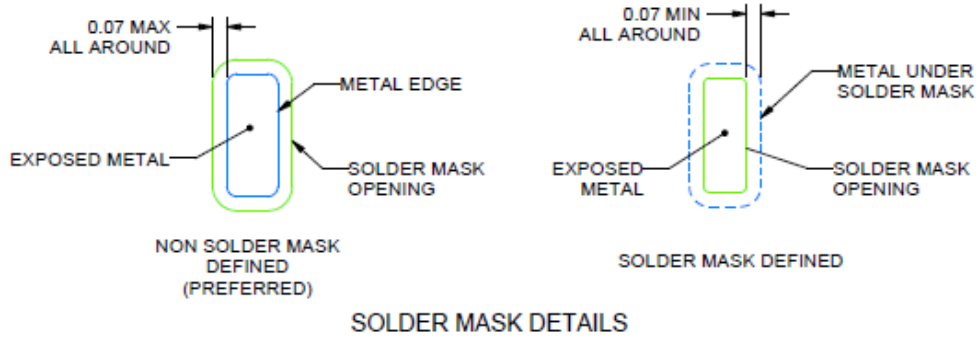 0.07 MAX
ALL AROUND
METAL EDGE
EXPOSED METAL
SOLDER MASK
OPENING
NON SOLDER MASK
DEFINED
(PREFERRED)
0.07 MIN
ALL AROUND
METAL UNDER
SOLDER MASK
EXPOSED
METAL
SOLDER MASK
OPENING
SOLDER MASK DEFINED
SOLDER MASK DETAILS